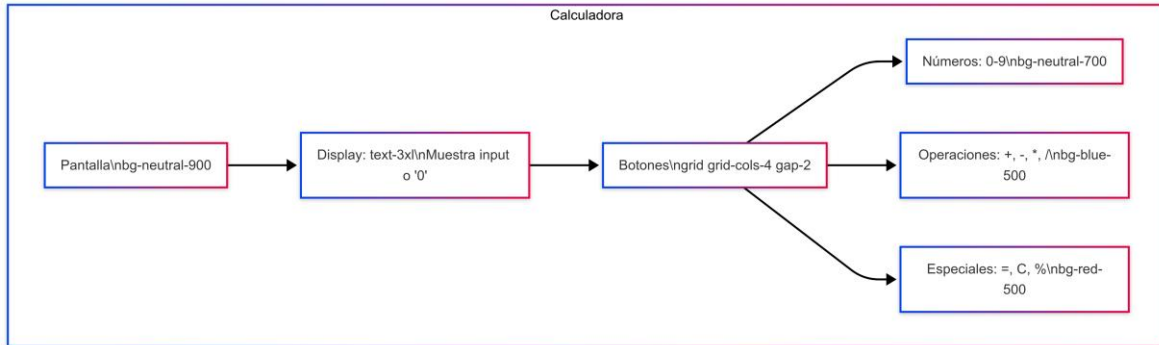 Calculadora
Pantalla\nbg-neutral-900
Display: text-3xl\nMuestra input
o '0'
Botones\ngrid grid-cols-4 gap-2
Números: 0-9\nbg-neutral-700
Operaciones: +, -, *, /\nbg-blue-
500
Especiales: =, C, %\nbg-red-
500